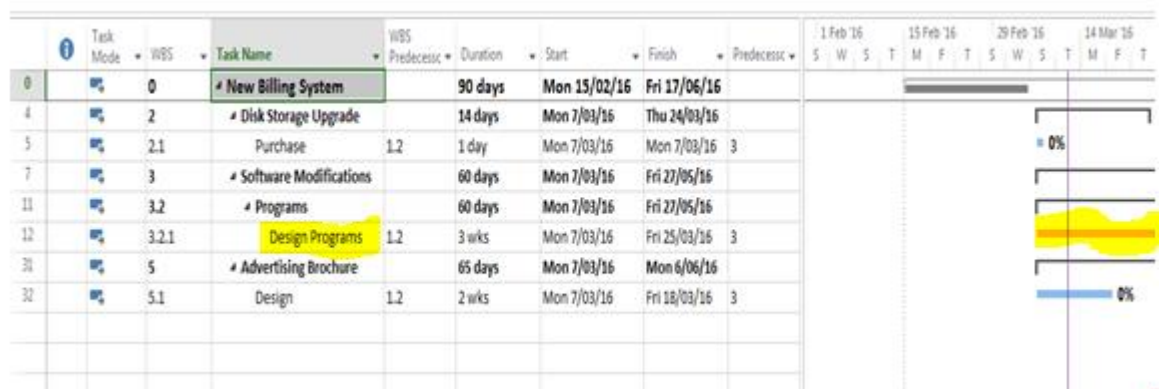 Task Mode WBS Task Name WBS Predecessc Duration Start Finish Predecessc
1 Feb '16 15 Feb '16 29 Feb '16 14 Mar '16
S W S T M F T S W S T M F T
0 0 New Billing System 90 days Mon 15/02/16 Fri 17/06/16
4 2 Disk Storage Upgrade 14 days Mon 7/03/16 Thu 24/03/16
5 2.1 Purchase 1.2 1 day Mon 7/03/16 Mon 7/03/16 3 0%
7 3 Software Modifications 60 days Mon 7/03/16 Fri 27/05/16
11 3.2 Programs 60 days Mon 7/03/16 Fri 27/05/16
12 3.2.1 Design Programs 1.2 3 wks Mon 7/03/16 Fri 25/03/16 3
31 5 Advertising Brochure 65 days Mon 7/03/16 Mon 6/06/16
32 5.1 Design 1.2 2 wks Mon 7/03/16 Fri 18/03/16 3 0%